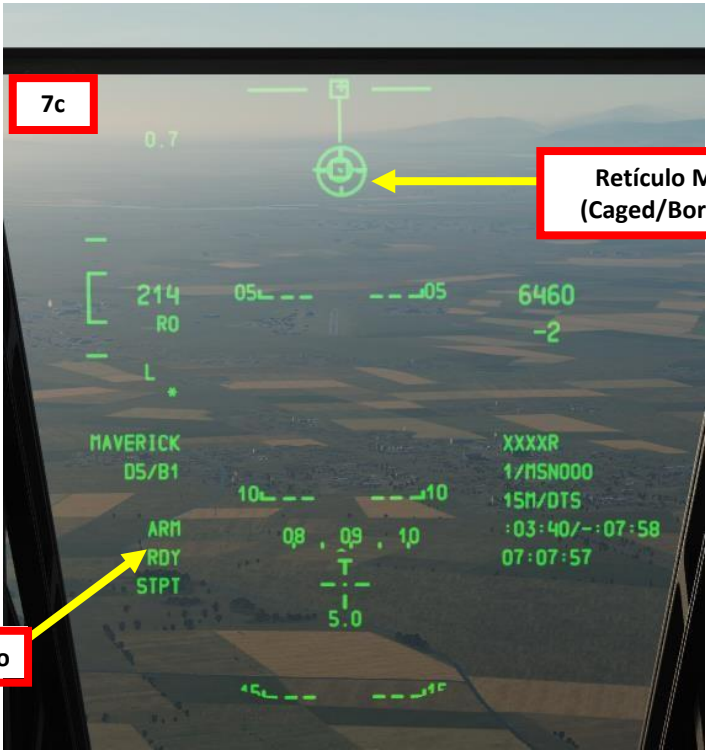 7c
0.7
Retículo M
(Caged/Bor
214
05
05
6460
R0
-2
L
*
MAVERICK
XXXXR
D5/B1
1/MSN000
10
10
15M/DTS
ARM
08
09
10
:03:40/-:07:58
RDY
07:07:57
T
STPT
5.0
o
15